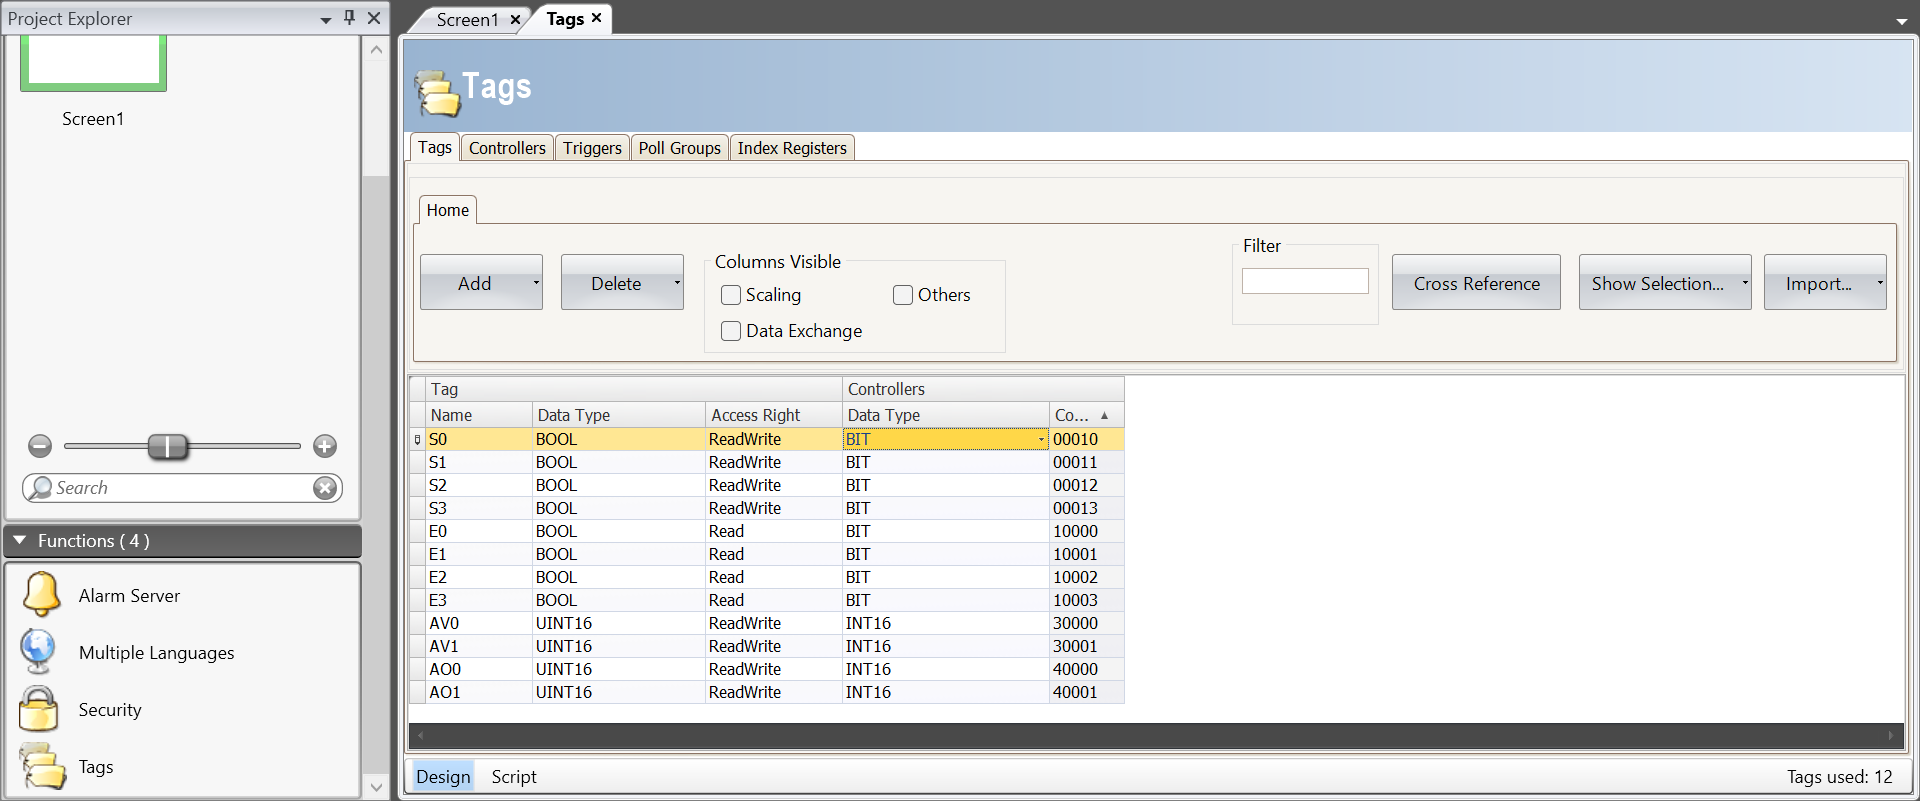 Project Explorer
Screen1
Search
Functions ( 4 )
Alarm Server
Multiple Languages
Security
Tags
Screen1
Tags
Tags
Tags Controllers Triggers Poll Groups Index Registers
Home
Add
Delete
Columns Visible
Scaling
Others
Data Exchange
Filter
Cross Reference
Show Selection...
Import...
Tag Controllers
Name Data Type Access Right Data Type Co...
S0 BOOL ReadWrite BIT 00010
S1 BOOL ReadWrite BIT 00011
S2 BOOL ReadWrite BIT 00012
S3 BOOL ReadWrite BIT 00013
E0 BOOL Read BIT 10000
E1 BOOL Read BIT 10001
E2 BOOL Read BIT 10002
E3 BOOL Read BIT 10003
AV0 UINT16 ReadWrite INT16 30000
AV1 UINT16 ReadWrite INT16 30001
AO0 UINT16 ReadWrite INT16 40000
AO1 UINT16 ReadWrite INT16 40001
Design Script
Tags used: 12